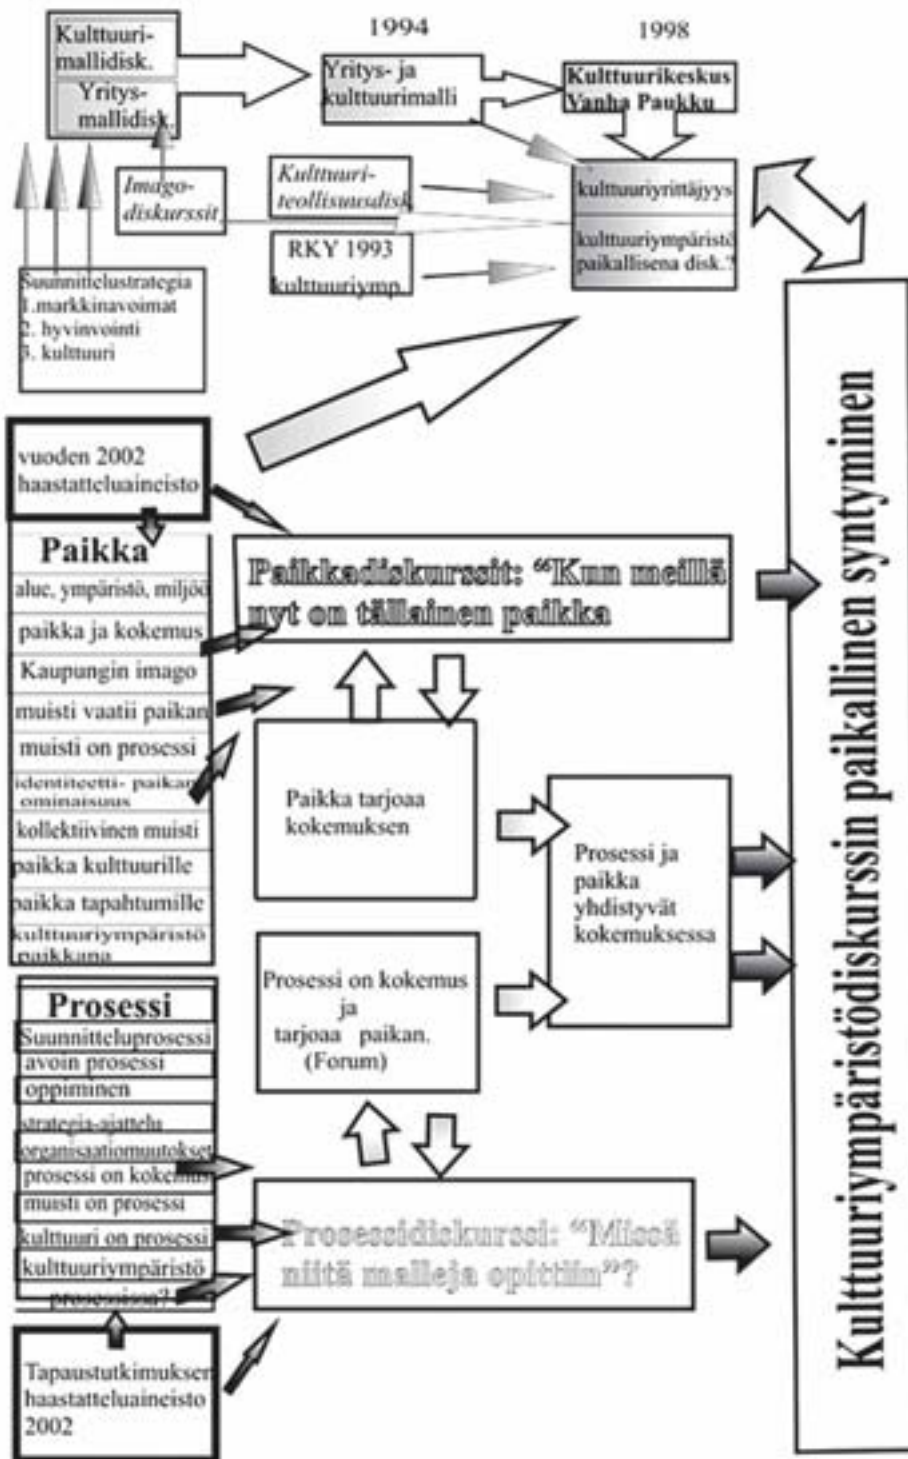 1994
1998
Kulttuuri-
mallidisk.
Yritys-
mallidisk.
Yritys- ja
kulttuurimalli
Kulttuurikeskus
Vanha Paukku
Imago-
diskurssit
Kulttuuri-
teollisuusdisk
RKY 1993
kulttuuriymp.
kulttuuriyrittäjyys
kulttuuriympäristö
paikallisena disk.?
Suunnittelustrategia
1.markkinavoimat
2. hyvinvointi
3. kulttuuri
vuoden 2002
haastatteluaineisto
Paikka
alue, ympäristö, miljöö
paikka ja kokemus
Kaupungin imago
muisti vaatii paikan
muisti on prosessi
identiteetti- paikan
ominaisuus
kollektiivinen muisti
paikka kulttuurille
paikka tapahtumille
kulttuuriympäristö
paikkana
Paikkadiskurssit: “Kun meillä
nyt on tällainen paikka
Paikka tarjoaa
kokemuksen
Prosessi ja
paikka
yhdistyvät
kokemuksessa
Prosessi on kokemus
ja
tarjoaa paikan.
(Forum)
Prosessi
Suunnitteluprosessi
avoin prosessi
oppiminen
strategia-ajattelu
organisaatiomuutokset
prosessi on kokemus
muisti on prosessi
kulttuuri on prosessi
kulttuuriympäristö
prosessissa?
Prosessidiskurssi: “Missä
niitä malleja opittiin”?
Tapaustutkimuksen
haastatteluaineisto
2002
Kulttuuriympäristödiskurssin paikallinen syntyminen